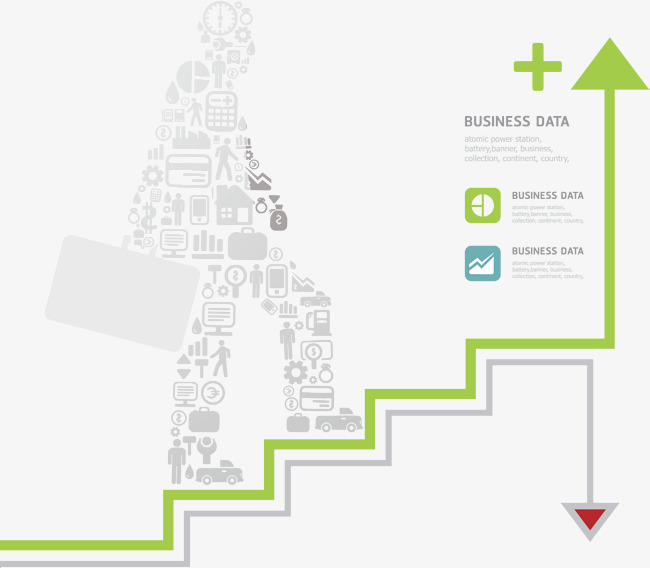 BUSINESS DATA
atomic power station,
battery,banner, business,
collection, continent, country,
BUSINESS DATA
atomic power station,
battery,banner, business,
collection, continent, country,
BUSINESS DATA
atomic power station,
battery,banner, business,
collection, continent, country,